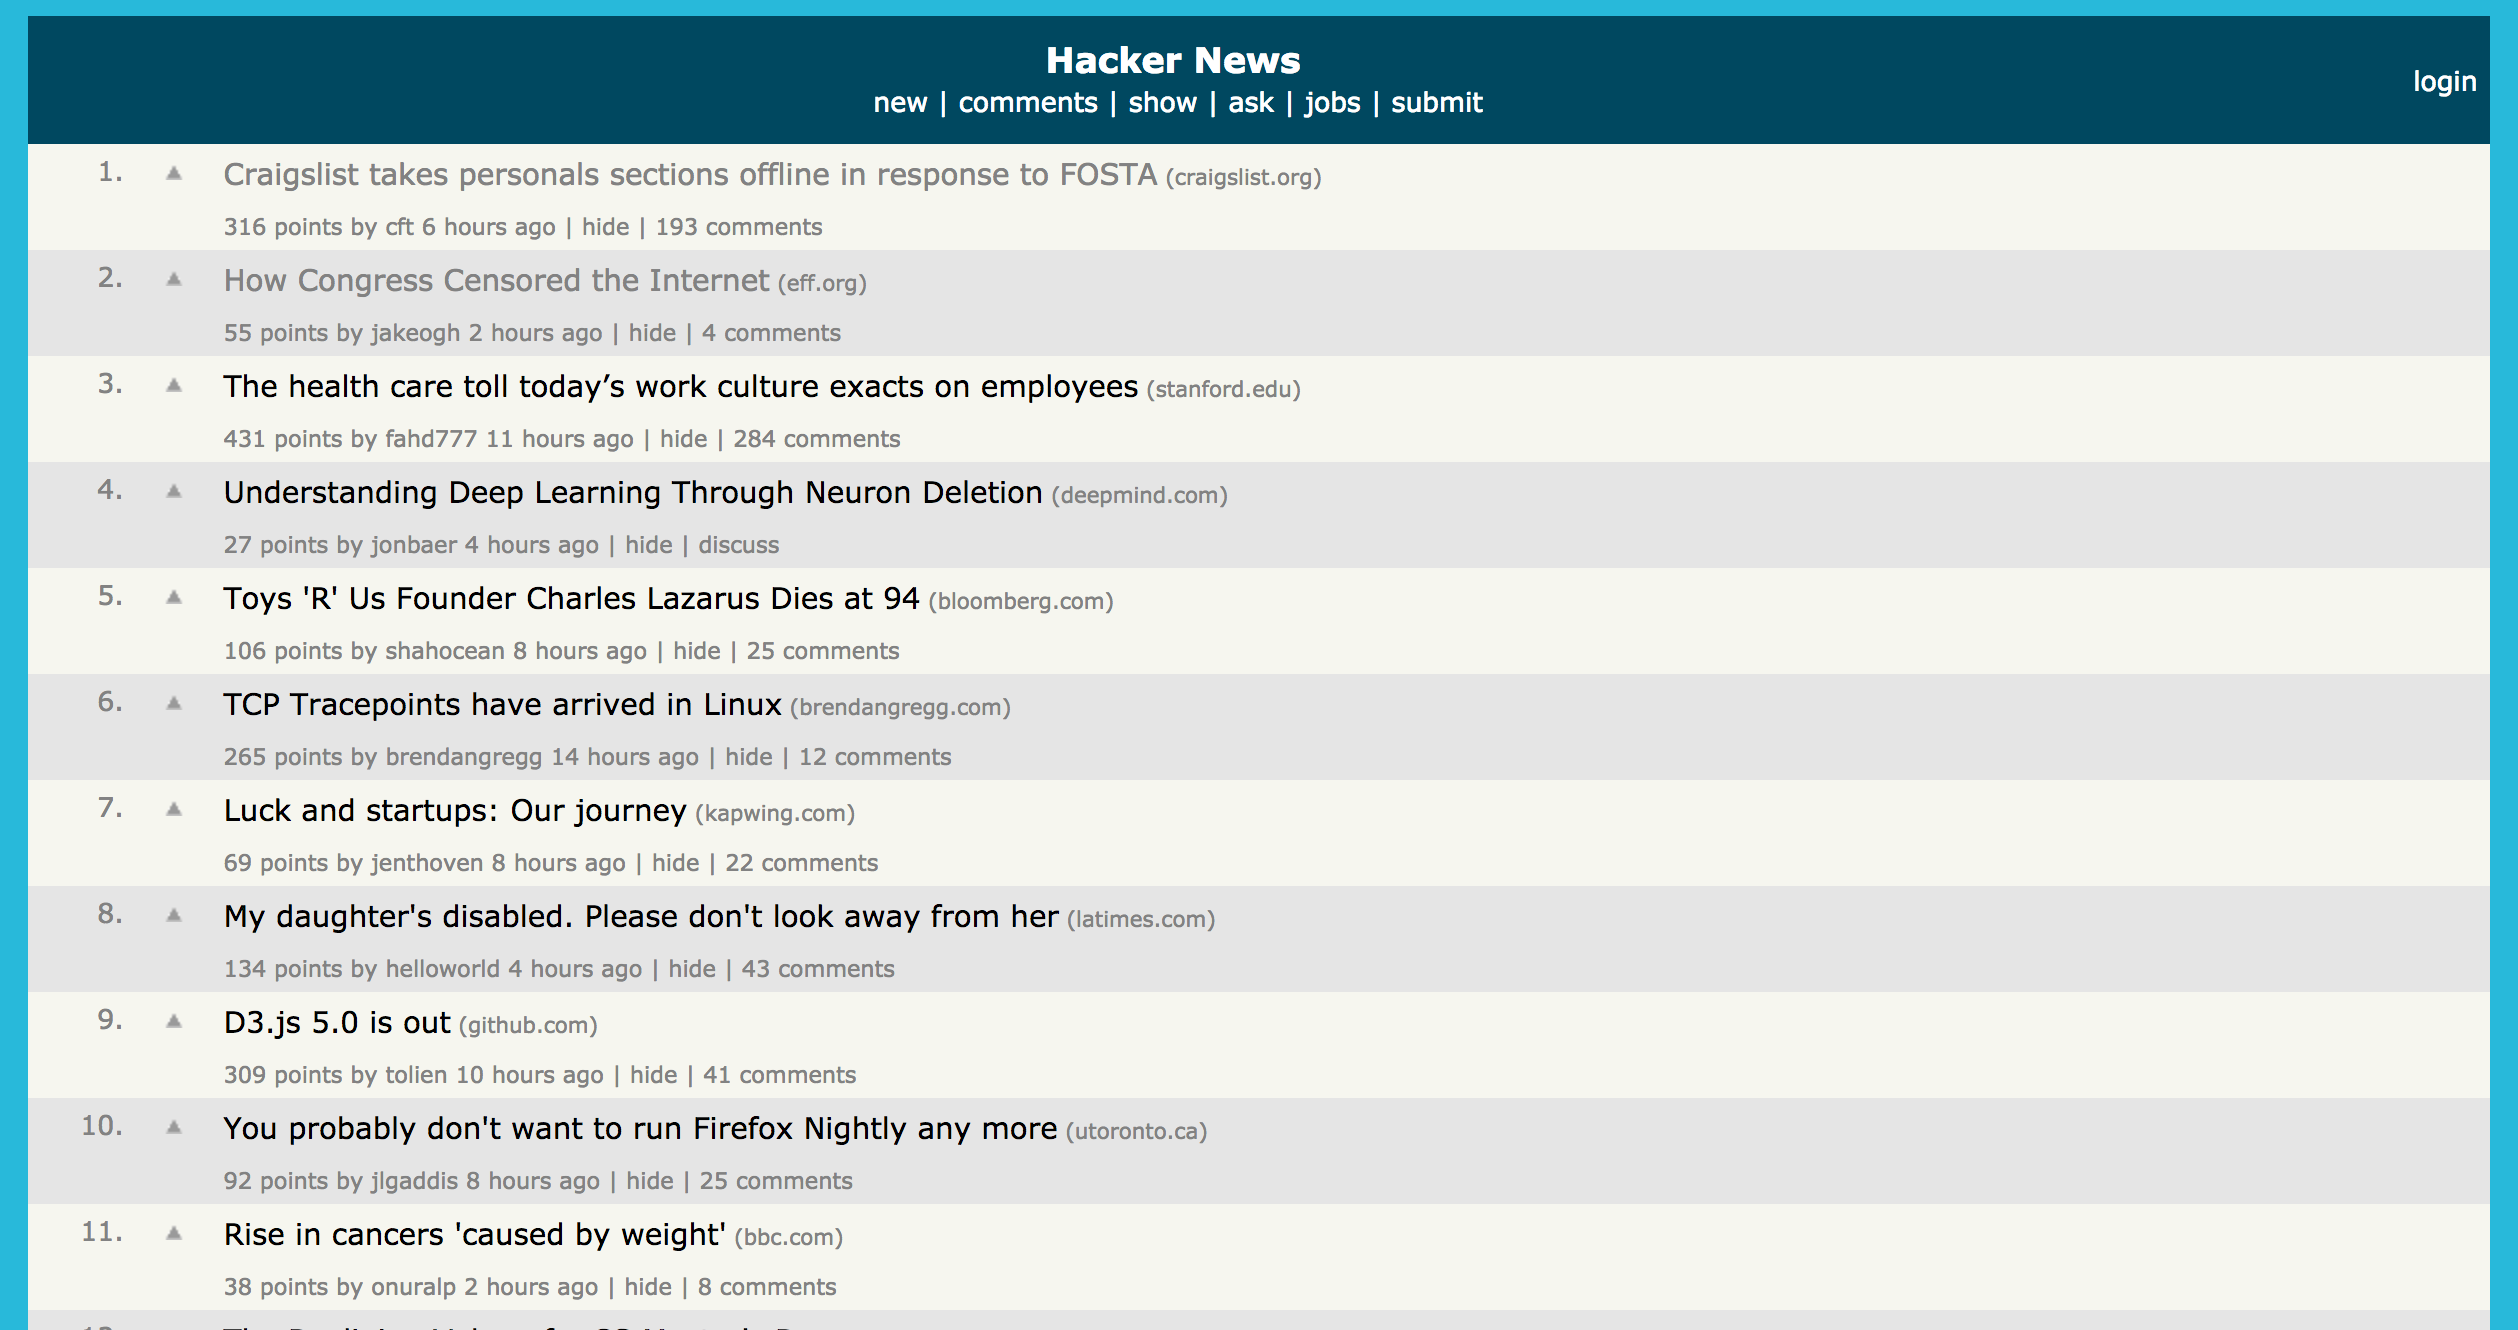 Hacker News
new | comments | show | ask | jobs | submit
login
1. Craigslist takes personals sections offline in response to FOSTA (craigslist.org)
316 points by cft 6 hours ago | hide | 193 comments
2. How Congress Censored the Internet (eff.org)
55 points by jakeogh 2 hours ago | hide | 4 comments
3. The health care toll today’s work culture exacts on employees (stanford.edu)
431 points by fahd777 11 hours ago | hide | 284 comments
4. Understanding Deep Learning Through Neuron Deletion (deepmind.com)
27 points by jonbaer 4 hours ago | hide | discuss
5. Toys 'R' Us Founder Charles Lazarus Dies at 94 (bloomberg.com)
106 points by shahocean 8 hours ago | hide | 25 comments
6. TCP Tracepoints have arrived in Linux (brendangregg.com)
265 points by brendangregg 14 hours ago | hide | 12 comments
7. Luck and startups: Our journey (kapwing.com)
69 points by jenthoven 8 hours ago | hide | 22 comments
8. My daughter's disabled. Please don't look away from her (latimes.com)
134 points by helloworld 4 hours ago | hide | 43 comments
9. D3.js 5.0 is out (github.com)
309 points by tolien 10 hours ago | hide | 41 comments
10. You probably don't want to run Firefox Nightly any more (utoronto.ca)
92 points by jlgaddis 8 hours ago | hide | 25 comments
11. Rise in cancers 'caused by weight' (bbc.com)
38 points by onuralp 2 hours ago | hide | 8 comments